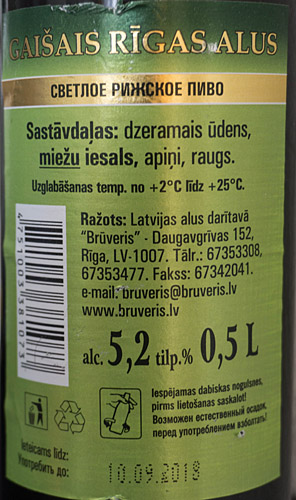 GAIŠAIS RĪGAS ALUS
СВЕТЛОЕ РИЖСКОЕ ПИВО
Sastāvdaļas: dzeramais ūdens,
miežu iesals, apiņi, raugs.
Uzglabāšanas temp. no +2°C līdz +25°C.
Ražots: Latvijas alus darītavā
"Brūveris" - Daugavgrīvas 152,
Rīga, LV-1007. Tālr.: 67353308,
67353477. Fakss: 67342041.
e-mail: bruveris@bruveris.lv
www.bruveris.lv
4751003381073
alc. 5,2 tilp.% 0,5 L
Iespējamas dabiskas nogulsnes,
pirms lietošanas saskalot!
Возможен естественный осадок,
перед употреблением взболтать!
Ieteicams līdz:
Употребить до:
10.09.2018